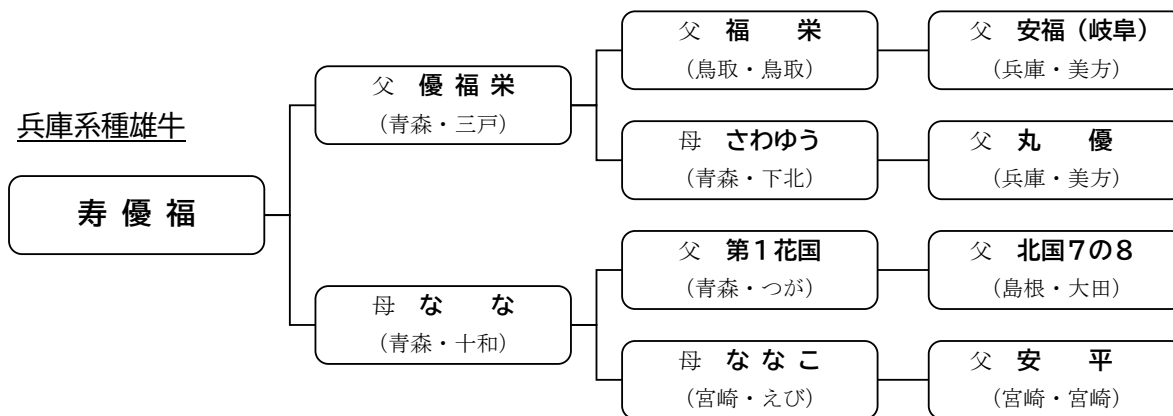 兵庫系種雄牛
寿優福
父 優福栄
(青森・三戸)
母 な な
(青森・十和)
父 福 栄
(鳥取・鳥取)
母 さわゆう
(青森・下北)
父 第1花国
(青森・つが)
母 ななこ
(宮崎・えび)
父 安福(岐阜)
(兵庫・美方)
父 丸 優
(兵庫・美方)
父 北国7の8
(島根・大田)
父 安 平
(宮崎・宮崎)